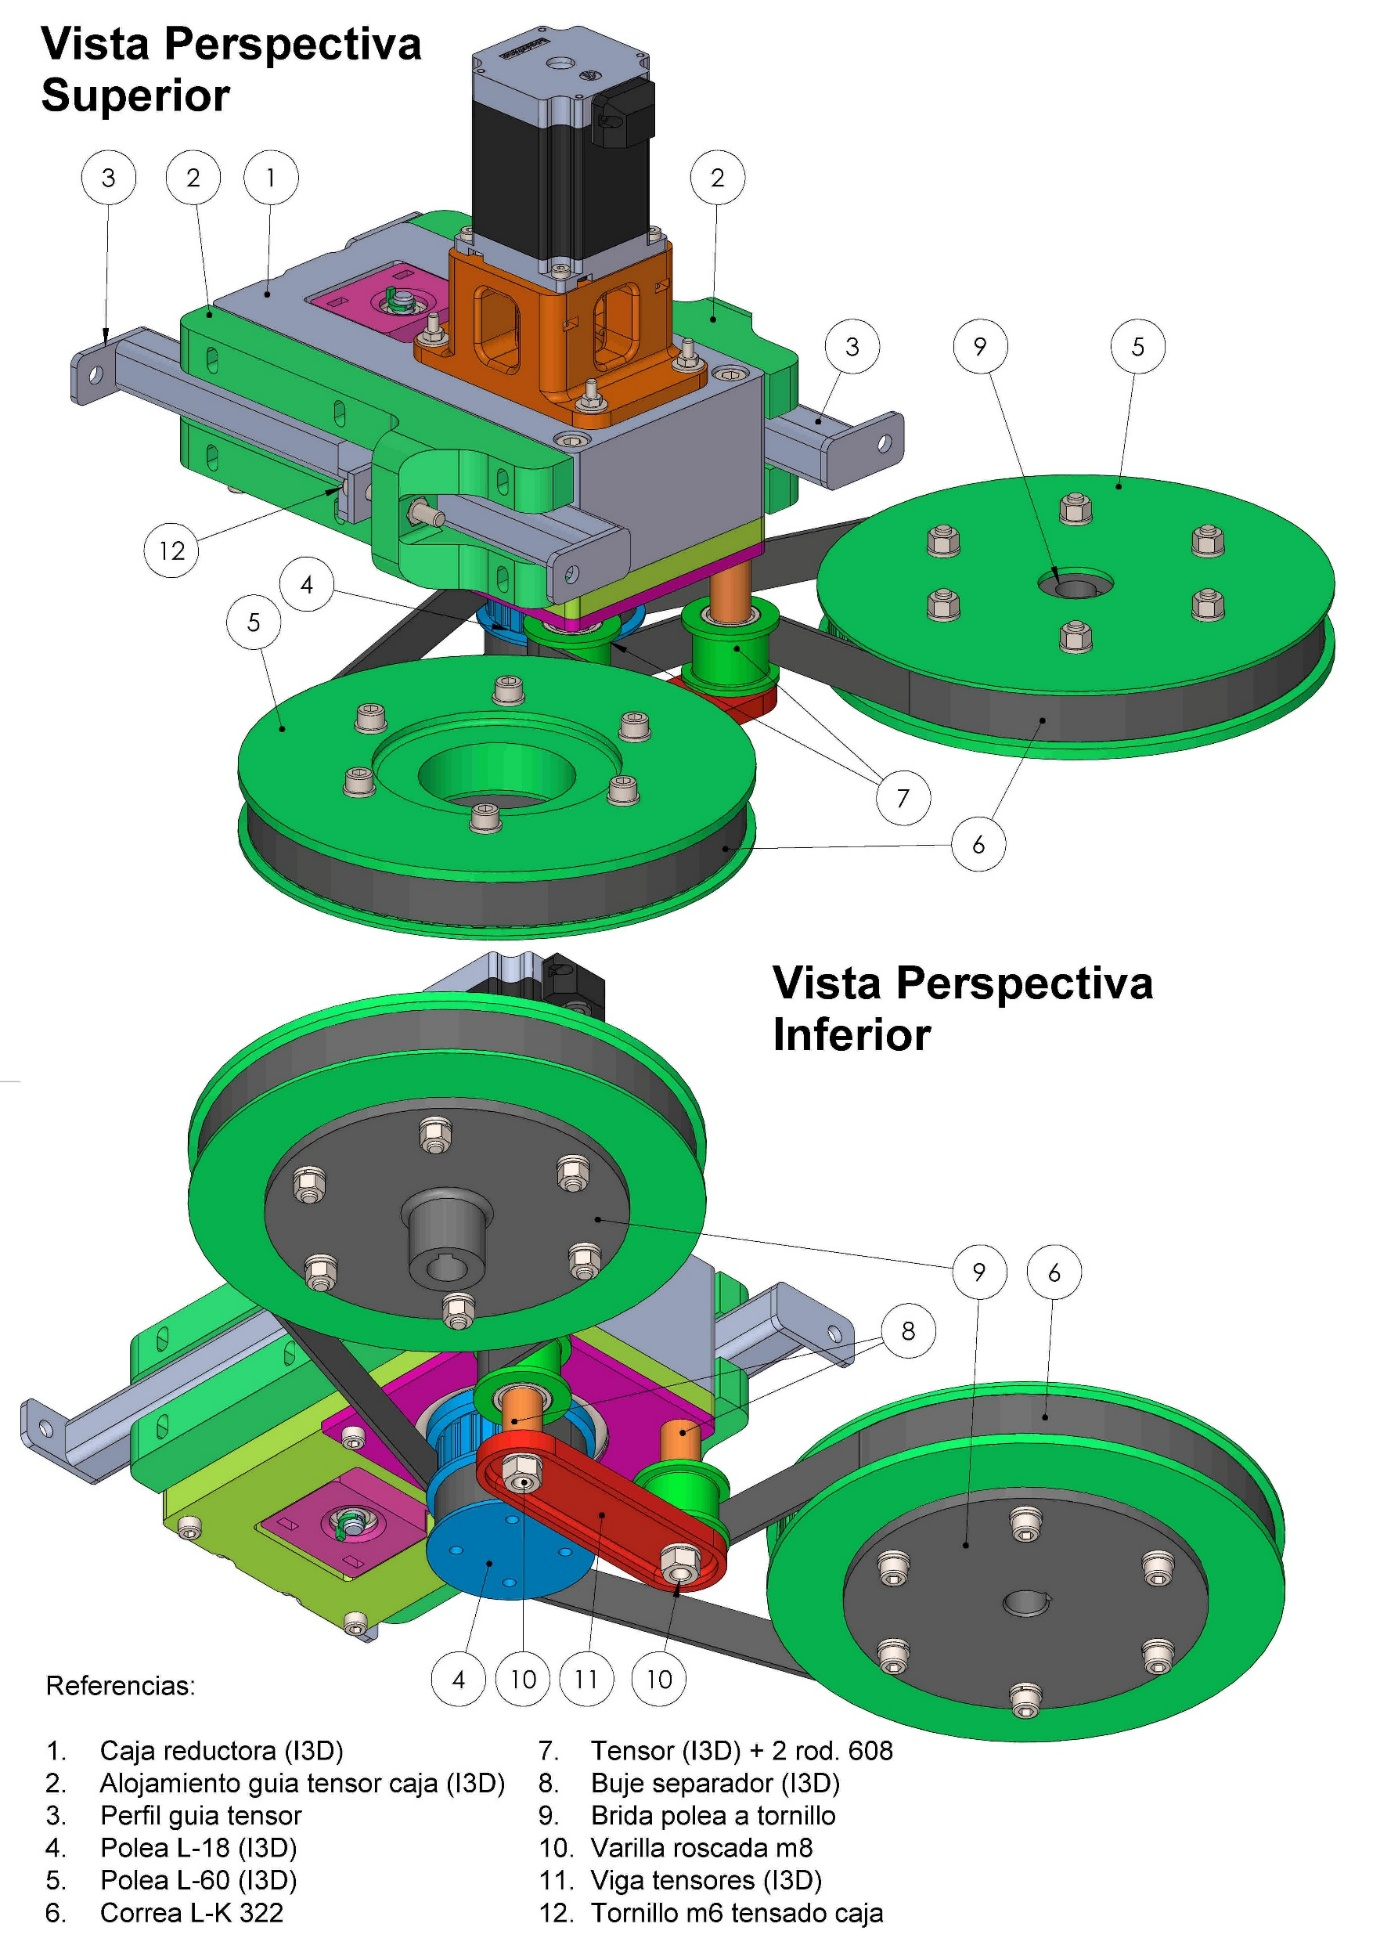 Vista Perspectiva
Superior
3
2
1
2
3
9
5
12
4
5
7
6
Vista Perspectiva
Inferior
9
6
8
4
10
11
10
Referencias:
1. Caja reductora (I3D)
2. Alojamiento guia tensor caja (I3D)
3. Perfil guia tensor
4. Polea L-18 (I3D)
5. Polea L-60 (I3D)
6. Correa L-K 322
7. Tensor (I3D) + 2 rod. 608
8. Buje separador (I3D)
9. Brida polea a tornillo
10. Varilla roscada m8
11. Viga tensores (I3D)
12. Tornillo m6 tensado caja